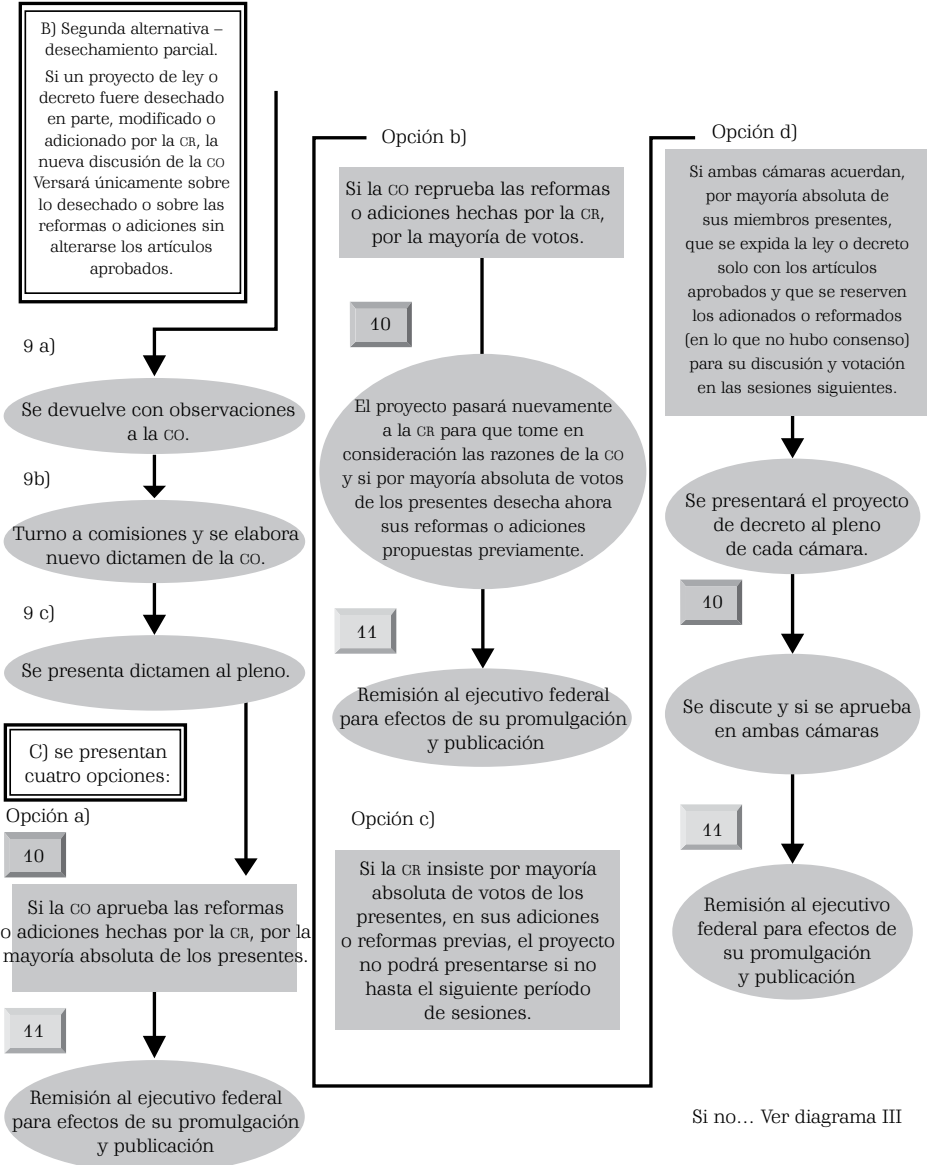 B) Segunda alternativa –
desechamiento parcial.
Si un proyecto de ley o
decreto fuere desechado
en parte, modificado o
adicionado por la CR, la
nueva discusión de la CO
Versará únicamente sobre
lo desechado o sobre las
reformas o adiciones sin
alterarse los artículos
aprobados.
9 a)
Se devuelve con observaciones
a la CO.
9b)
Turno a comisiones y se elabora
nuevo dictamen de la CO.
9 c)
Se presenta dictamen al pleno.
C) se presentan
cuatro opciones:
Opción a)
10
Si la CO aprueba las reformas
o adiciones hechas por la CR, por la
mayoría absoluta de los presentes.
11
Remisión al ejecutivo federal
para efectos de su promulgación
y publicación
Opción b)
Si la CO reprueba las reformas
o adiciones hechas por la CR,
por la mayoría de votos.
10
El proyecto pasará nuevamente
a la CR para que tome en
consideración las razones de la CO
y si por mayoría absoluta de votos
de los presentes desecha ahora
sus reformas o adiciones
propuestas previamente.
11
Remisión al ejecutivo federal
para efectos de su promulgación
y publicación
Opción c)
Si la CR insiste por mayoría
absoluta de votos de los
presentes, en sus adiciones
o reformas previas, el proyecto
no podrá presentarse si no
hasta el siguiente período
de sesiones.
Opción d)
Si ambas cámaras acuerdan,
por mayoría absoluta de
sus miembros presentes,
que se expida la ley o decreto
solo con los artículos
aprobados y que se reserven
los adionados o reformados
(en lo que no hubo consenso)
para su discusión y votación
en las sesiones siguientes.
Se presentará el proyecto
de decreto al pleno
de cada cámara.
10
Se discute y si se aprueba
en ambas cámaras
11
Remisión al ejecutivo
federal para efectos de
su promulgación
y publicación
Si no… Ver diagrama III